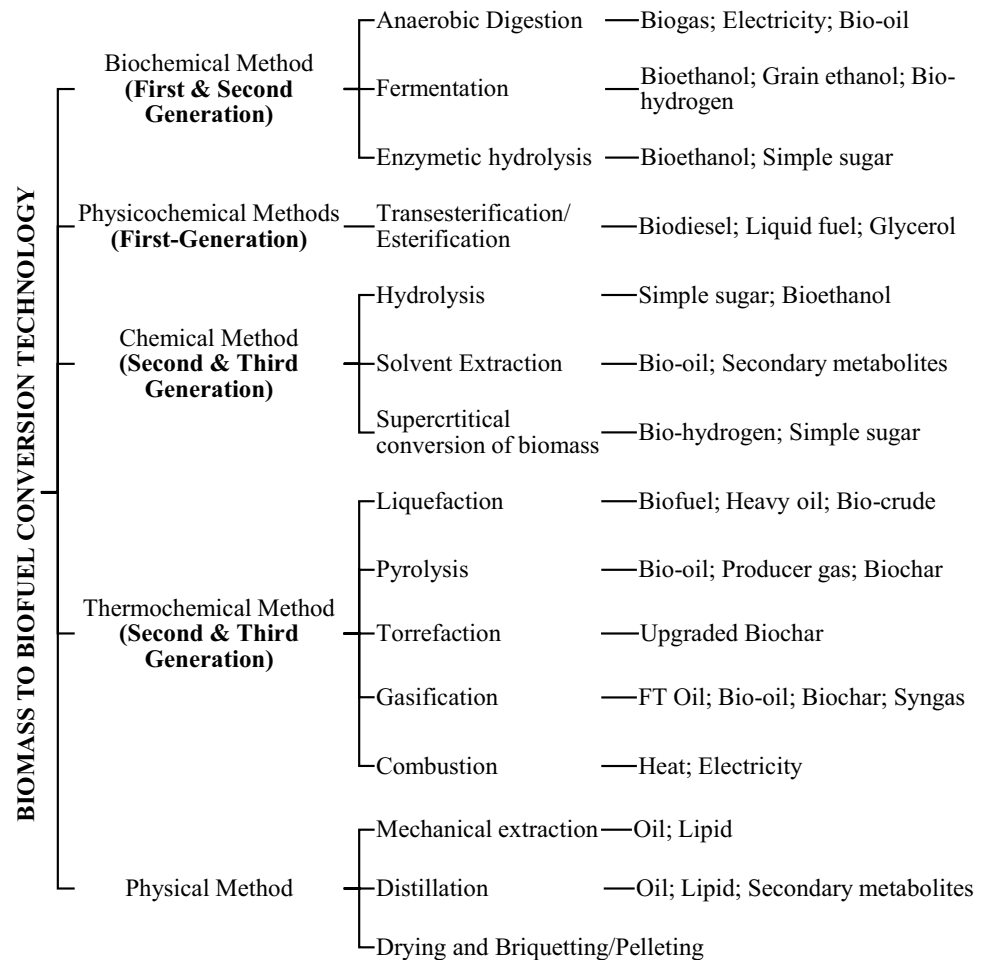 BIOMASS TO BIOFUEL CONVERSION TECHNOLOGY
Biochemical Method
(First & Second
Generation)
Anaerobic Digestion
Biogas; Electricity; Bio-oil
Fermentation
Bioethanol; Grain ethanol; Bio-
hydrogen
Enzymetic hydrolysis
Bioethanol; Simple sugar
Physicochemical Methods
(First-Generation)
Transesterification/
Esterification
Biodiesel; Liquid fuel; Glycerol
Chemical Method
(Second & Third
Generation)
Hydrolysis
Simple sugar; Bioethanol
Solvent Extraction
Bio-oil; Secondary metabolites
Supercrtitical
conversion of biomass
Bio-hydrogen; Simple sugar
Thermochemical Method
(Second & Third
Generation)
Liquefaction
Biofuel; Heavy oil; Bio-crude
Pyrolysis
Bio-oil; Producer gas; Biochar
Torrefaction
Upgraded Biochar
Gasification
FT Oil; Bio-oil; Biochar; Syngas
Combustion
Heat; Electricity
Physical Method
Mechanical extraction
Oil; Lipid
Distillation
Oil; Lipid; Secondary metabolites
Drying and Briquetting/Pelleting